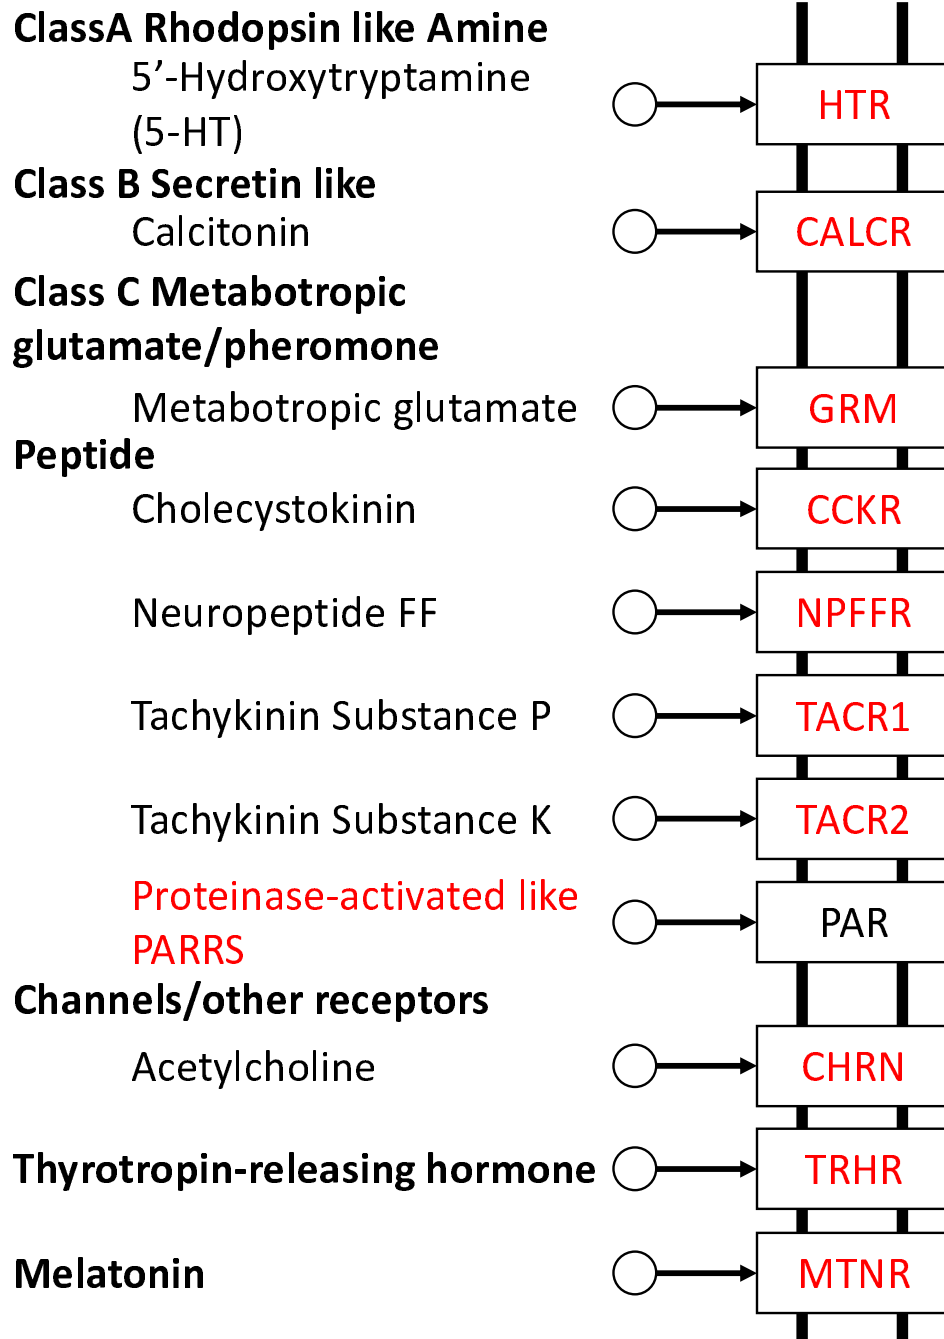 ClassA Rhodopsin like Amine
5’-Hydroxytryptamine
(5-HT)
HTR
Class B Secretin like
Calcitonin
CALCR
Class C Metabotropic
glutamate/pheromone
Metabotropic glutamate
GRM
Peptide
Cholecystokinin
CCKR
Neuropeptide FF
NPFFR
Tachykinin Substance P
TACR1
Tachykinin Substance K
TACR2
Proteinase-activated like
PARRS
PAR
Channels/other receptors
Acetylcholine
CHRN
Thyrotropin-releasing hormone
TRHR
Melatonin
MTNR